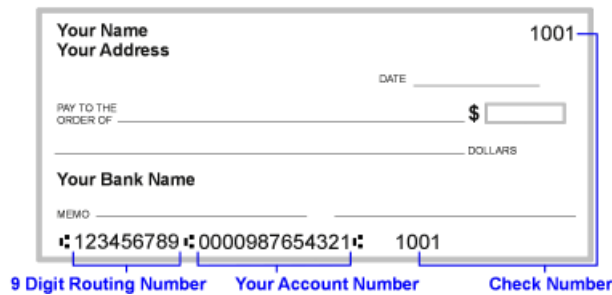 Your Name 1001
Your Address
DATE
PAY TO THE
ORDER OF $
DOLLARS
Your Bank Name
MEMO
⑆123456789⑆0000987654321⑆ 1001
9 Digit Routing Number Your Account Number Check Number